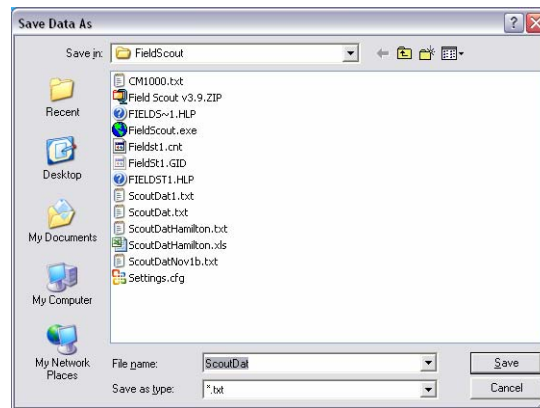 Save Data As
Save in: FieldScout
Recent
Desktop
My Documents
My Computer
My Network
Places
CM1000.txt
Field Scout v3.9.ZIP
FIELDS~1.HLP
FieldScout.exe
Fieldst1.cnt
FieldSt1.GID
FIELDST1.HLP
ScoutDat1.txt
ScoutDat.txt
ScoutDatHamilton.txt
ScoutDatHamilton.xls
ScoutDatNov1b.txt
Settings.cfg
File name: ScoutDat Save
Save as type: *.txt Cancel